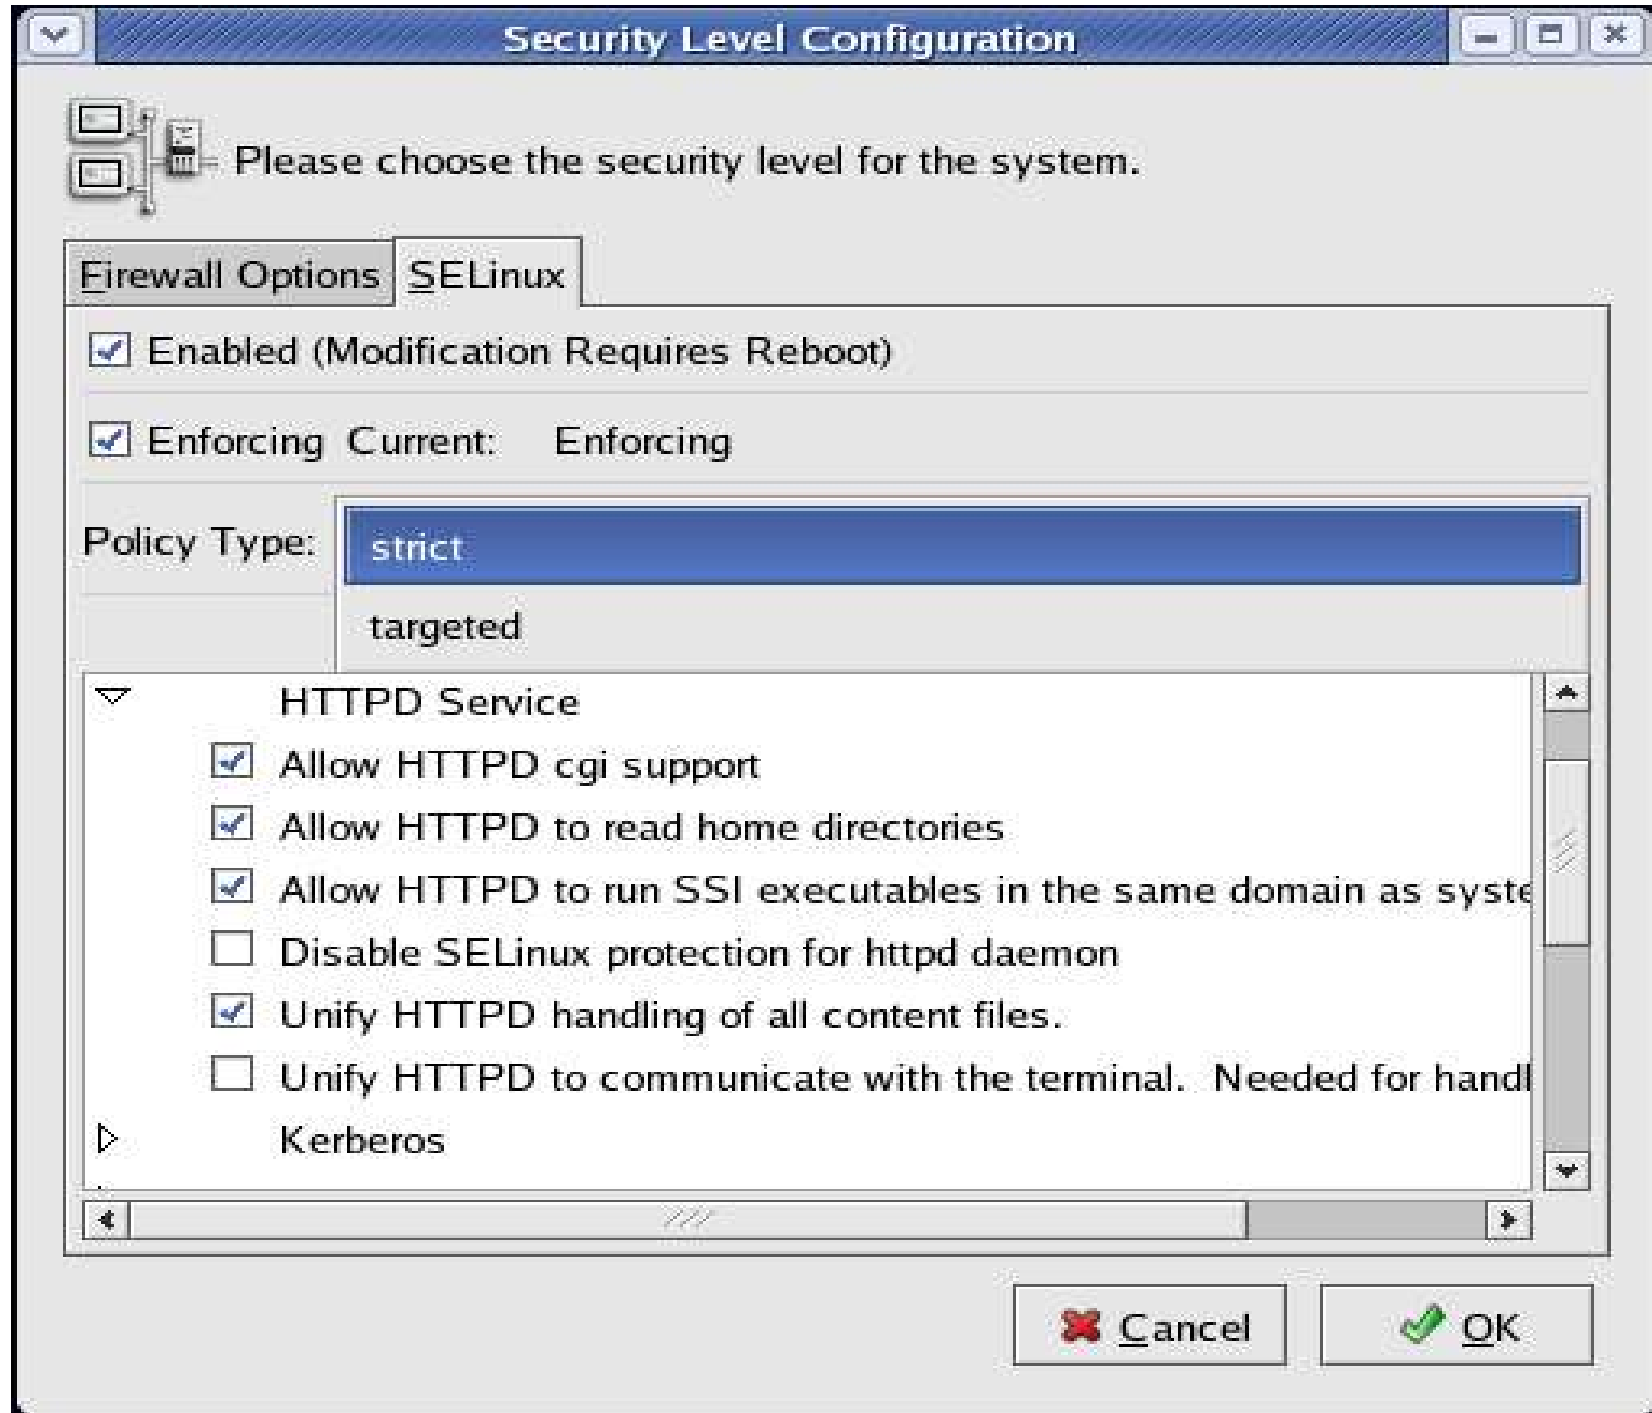 Security Level Configuration
Please choose the security level for the system.
Firewall Options SELinux
Enabled (Modification Requires Reboot)
Enforcing Current: Enforcing
Policy Type: strict
targeted
HTTPD Service
Allow HTTPD cgi support
Allow HTTPD to read home directories
Allow HTTPD to run SSI executables in the same domain as syste
Disable SELinux protection for httpd daemon
Unify HTTPD handling of all content files.
Unify HTTPD to communicate with the terminal. Needed for handl
Kerberos
Cancel OK